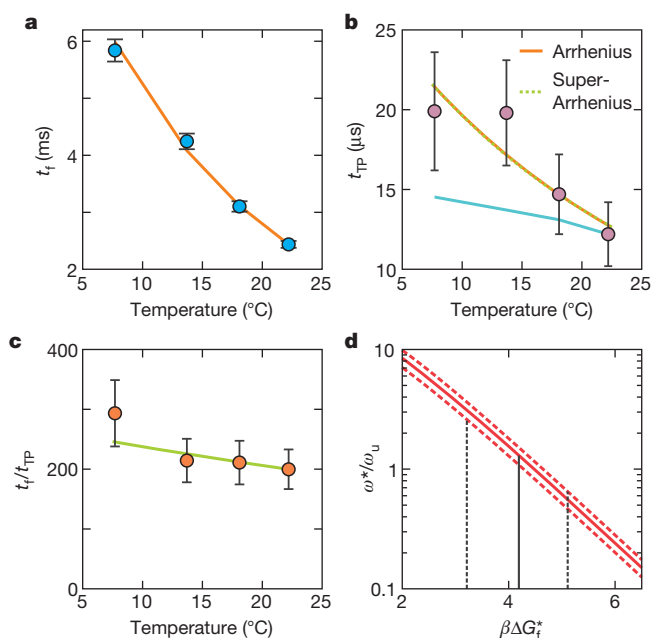 a
6
4
2
t_f (ms)
5 10 15 20 25
Temperature (°C)
b
Arrhenius
Super-
Arrhenius
25
20
15
10
t_TP (μs)
5 10 15 20 25
Temperature (°C)
c
400
200
0
t_f/t_TP
5 10 15 20 25
Temperature (°C)
d
10
1
0.1
ω*/ω_u
2 4 6
βΔG_f^*